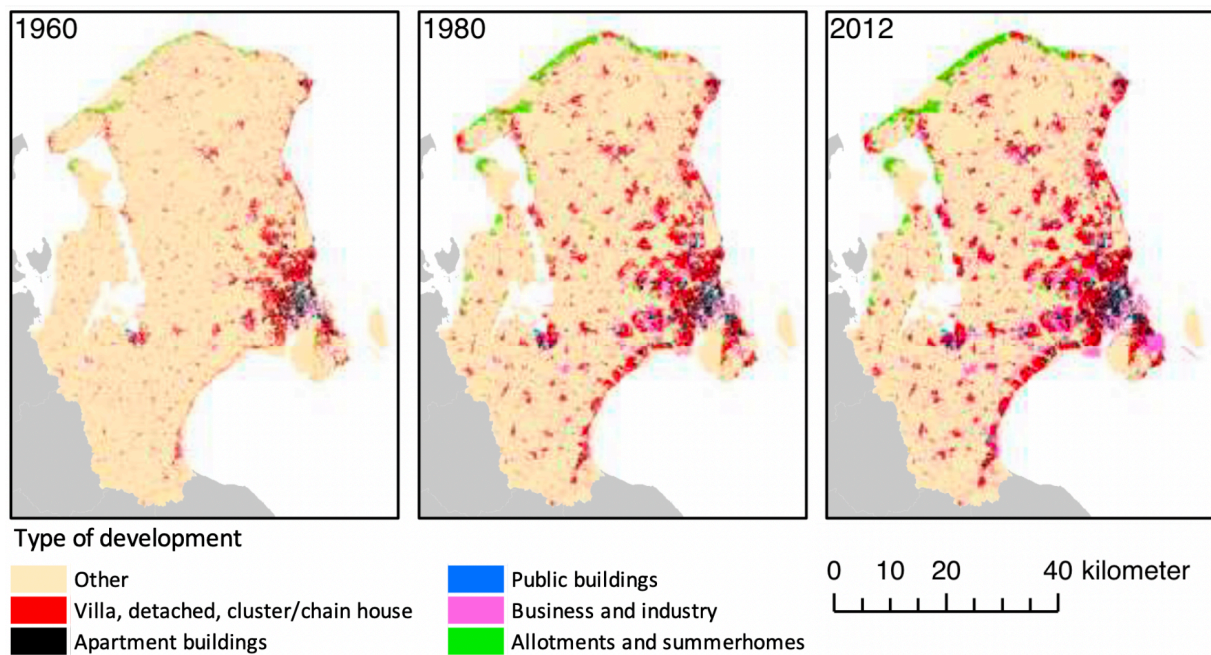 1960
1980
2012
Type of development
Other
Villa, detached, cluster/chain house
Apartment buildings
Public buildings
Business and industry
Allotments and summerhomes
0 10 20 40 kilometer